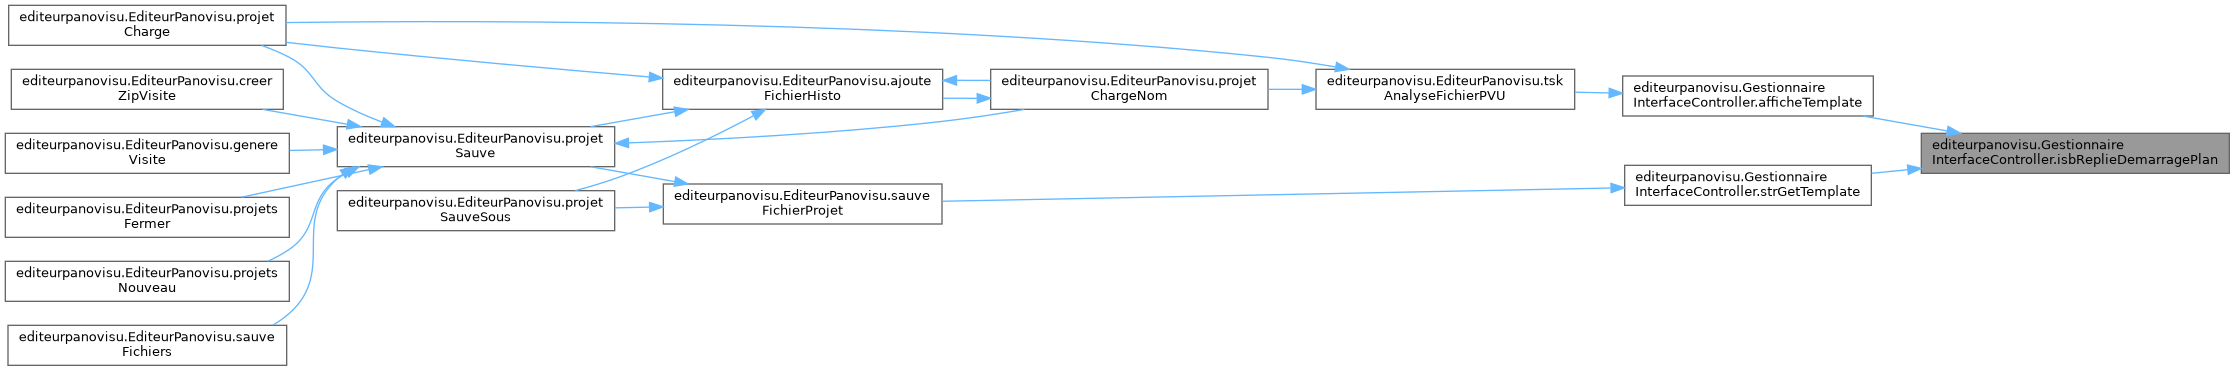 editeurpanovisu.EditeurPanovisu.projet
Charge
editeurpanovisu.EditeurPanovisu.creer
ZipVisite
editeurpanovisu.EditeurPanovisu.genere
Visite
editeurpanovisu.EditeurPanovisu.projets
Fermer
editeurpanovisu.EditeurPanovisu.projets
Nouveau
editeurpanovisu.EditeurPanovisu.sauve
Fichiers
editeurpanovisu.EditeurPanovisu.projet
Sauve
editeurpanovisu.EditeurPanovisu.projet
SauveSous
editeurpanovisu.EditeurPanovisu.ajoute
FichierHisto
editeurpanovisu.EditeurPanovisu.sauve
FichierProjet
editeurpanovisu.EditeurPanovisu.projet
ChargeNom
editeurpanovisu.EditeurPanovisu.tsk
AnalyseFichierPVU
editeurpanovisu.Gestionnaire
InterfaceController.afficheTemplate
editeurpanovisu.Gestionnaire
InterfaceController.strGetTemplate
editeurpanovisu.Gestionnaire
InterfaceController.isbReplieDemarragePlan